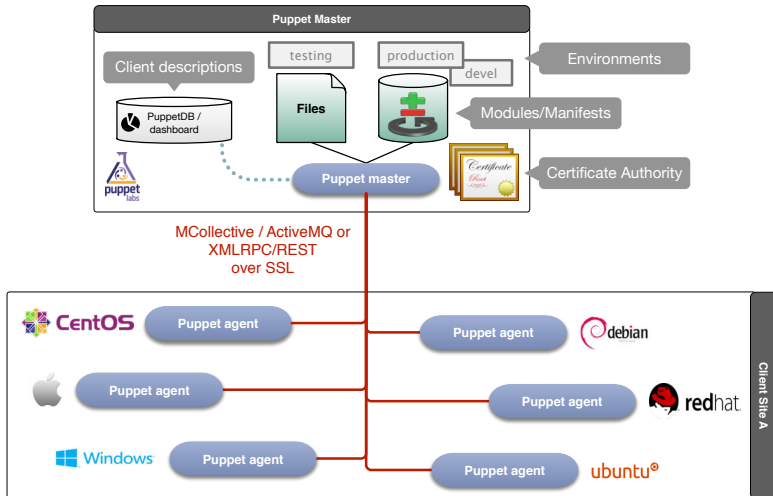 Puppet Master
testing
production
devel
Environments
Client descriptions
PuppetDB /
dashboard
Files
Modules/Manifests
puppet
labs
Puppet master
Certificate
Root
Certificate Authority
MCollective / ActiveMQ or
XMLRPC/REST
over SSL
CentOS
Puppet agent
Puppet agent
debian
Puppet agent
Puppet agent
redhat.
Windows
Puppet agent
Puppet agent
ubuntu
Client Site A